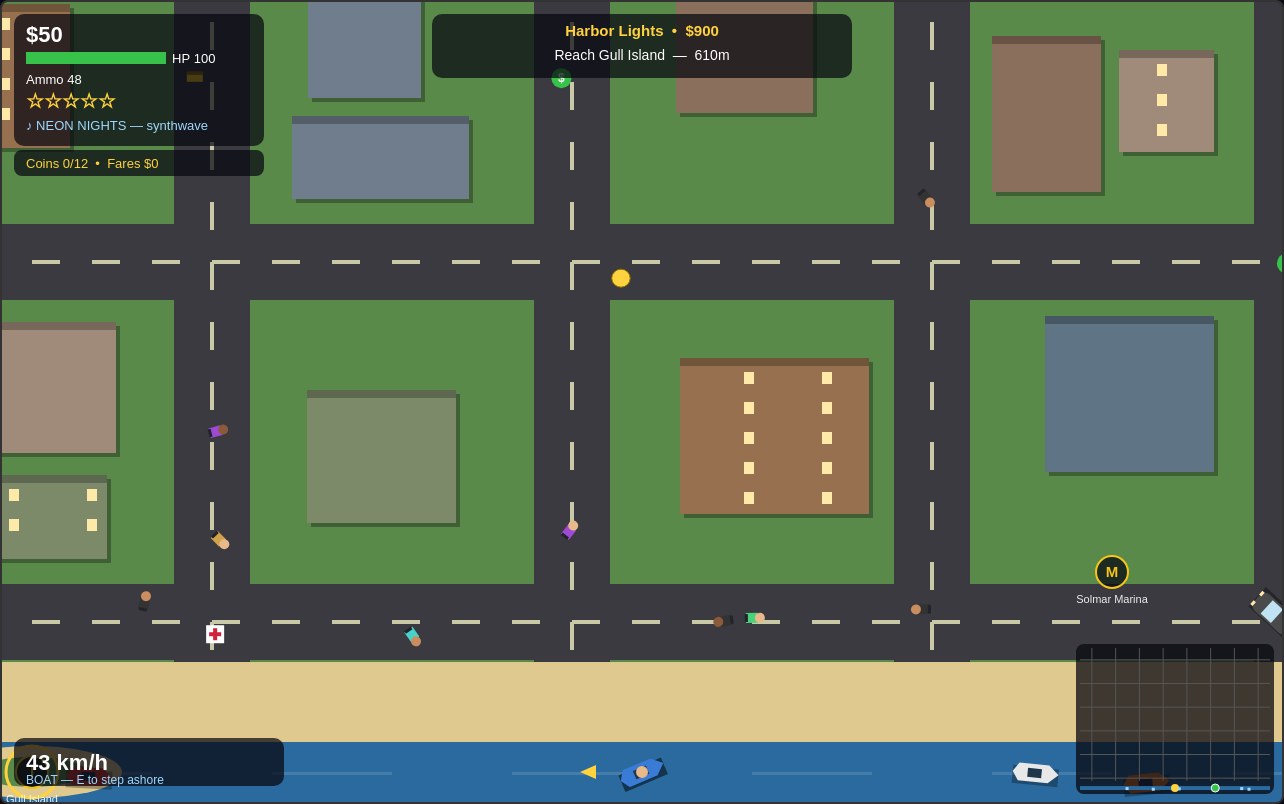 $50
HP 100
Ammo 48
☆☆☆☆☆
♪ NEON NIGHTS — synthwave
Coins 0/12 • Fares $0
Harbor Lights • $900
Reach Gull Island — 610m
$
M
Solmar Marina
43 km/h
BOAT — E to step ashore
Gull Island